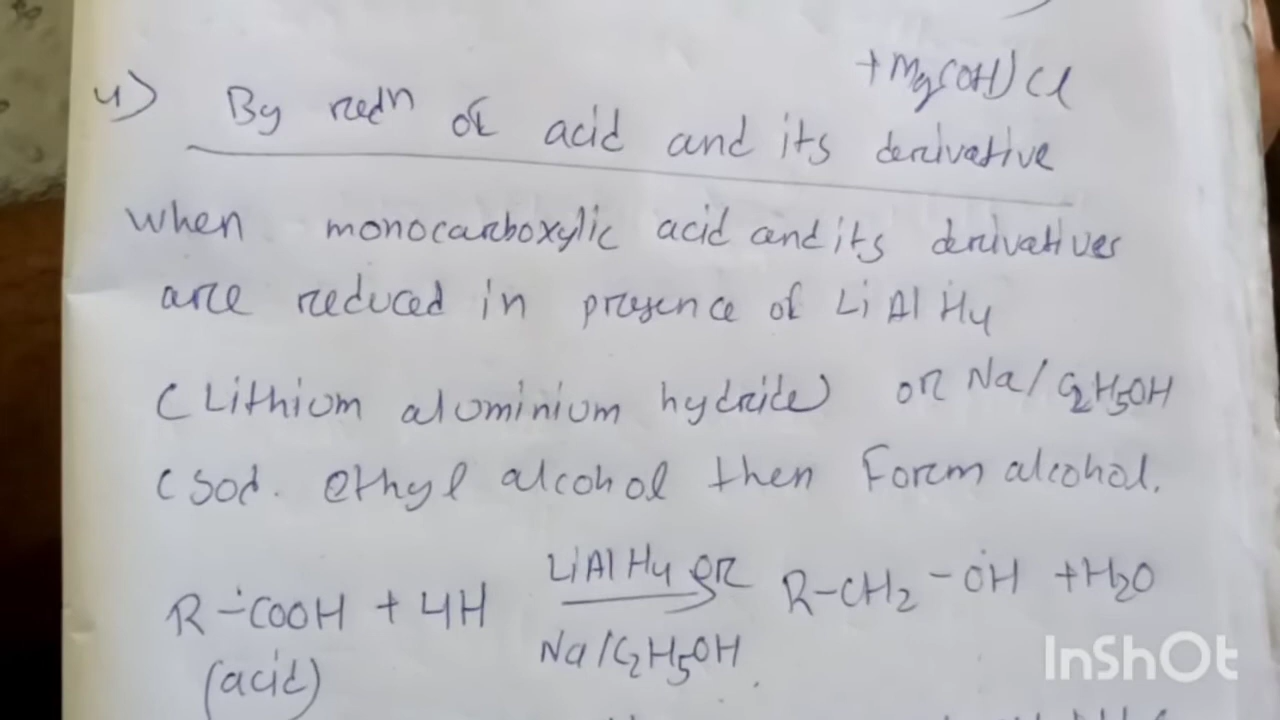 +Mg(OH)Cl
4) By redn of acid and its derivative
when monocarboxylic acid and its derivatives
are reduced in presence of LiAlH4
(Lithium aluminium hydride) or Na/C2H5OH
(Sod. ethyl alcohol then Form alcohol.
LiAlH4 or
R-COOH + 4H → R-CH2-OH + H2O
Na/C2H5OH
(acid)
InShOt